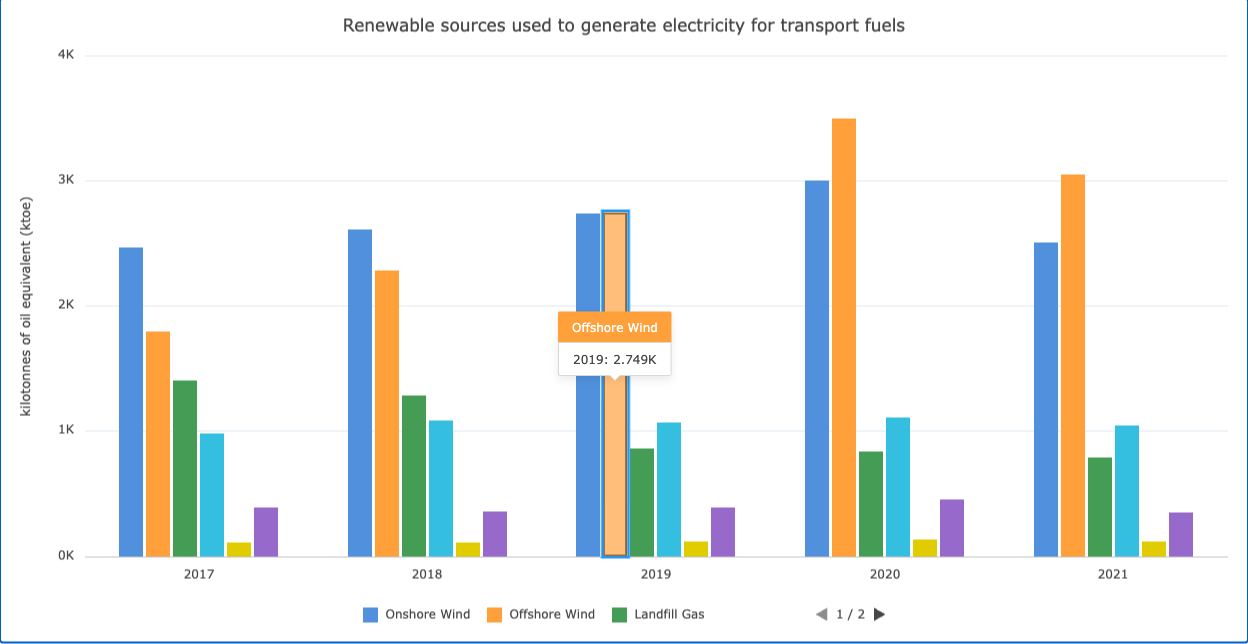 Renewable sources used to generate electricity for transport fuels
kilotonnes of oil equivalent (ktoe)
4K
3K
2K
1K
0K
Offshore Wind
2019: 2.749K
2017 2018 2019 2020 2021
Onshore Wind Offshore Wind Landfill Gas 1 / 2